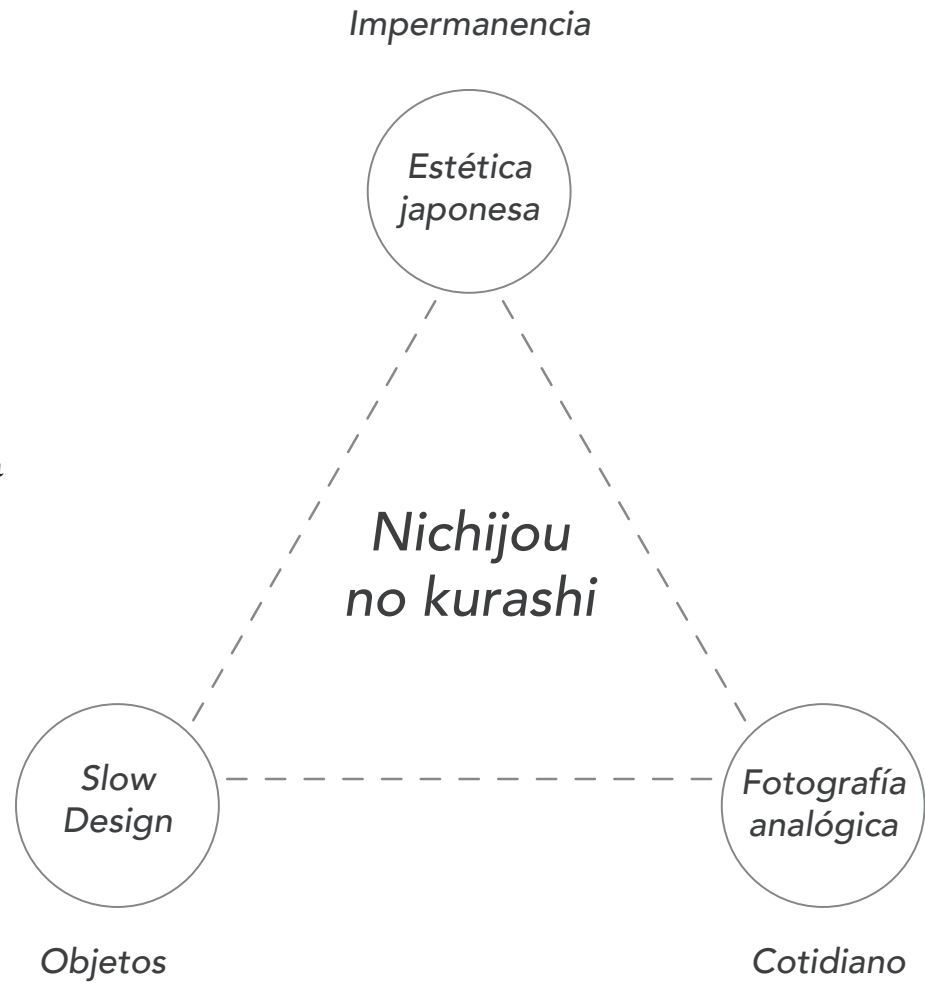 Impermanencia
Estética
japonesa
Nichijou
no kurashi
Slow
Design
Fotografía
analógica
Objetos
Cotidiano